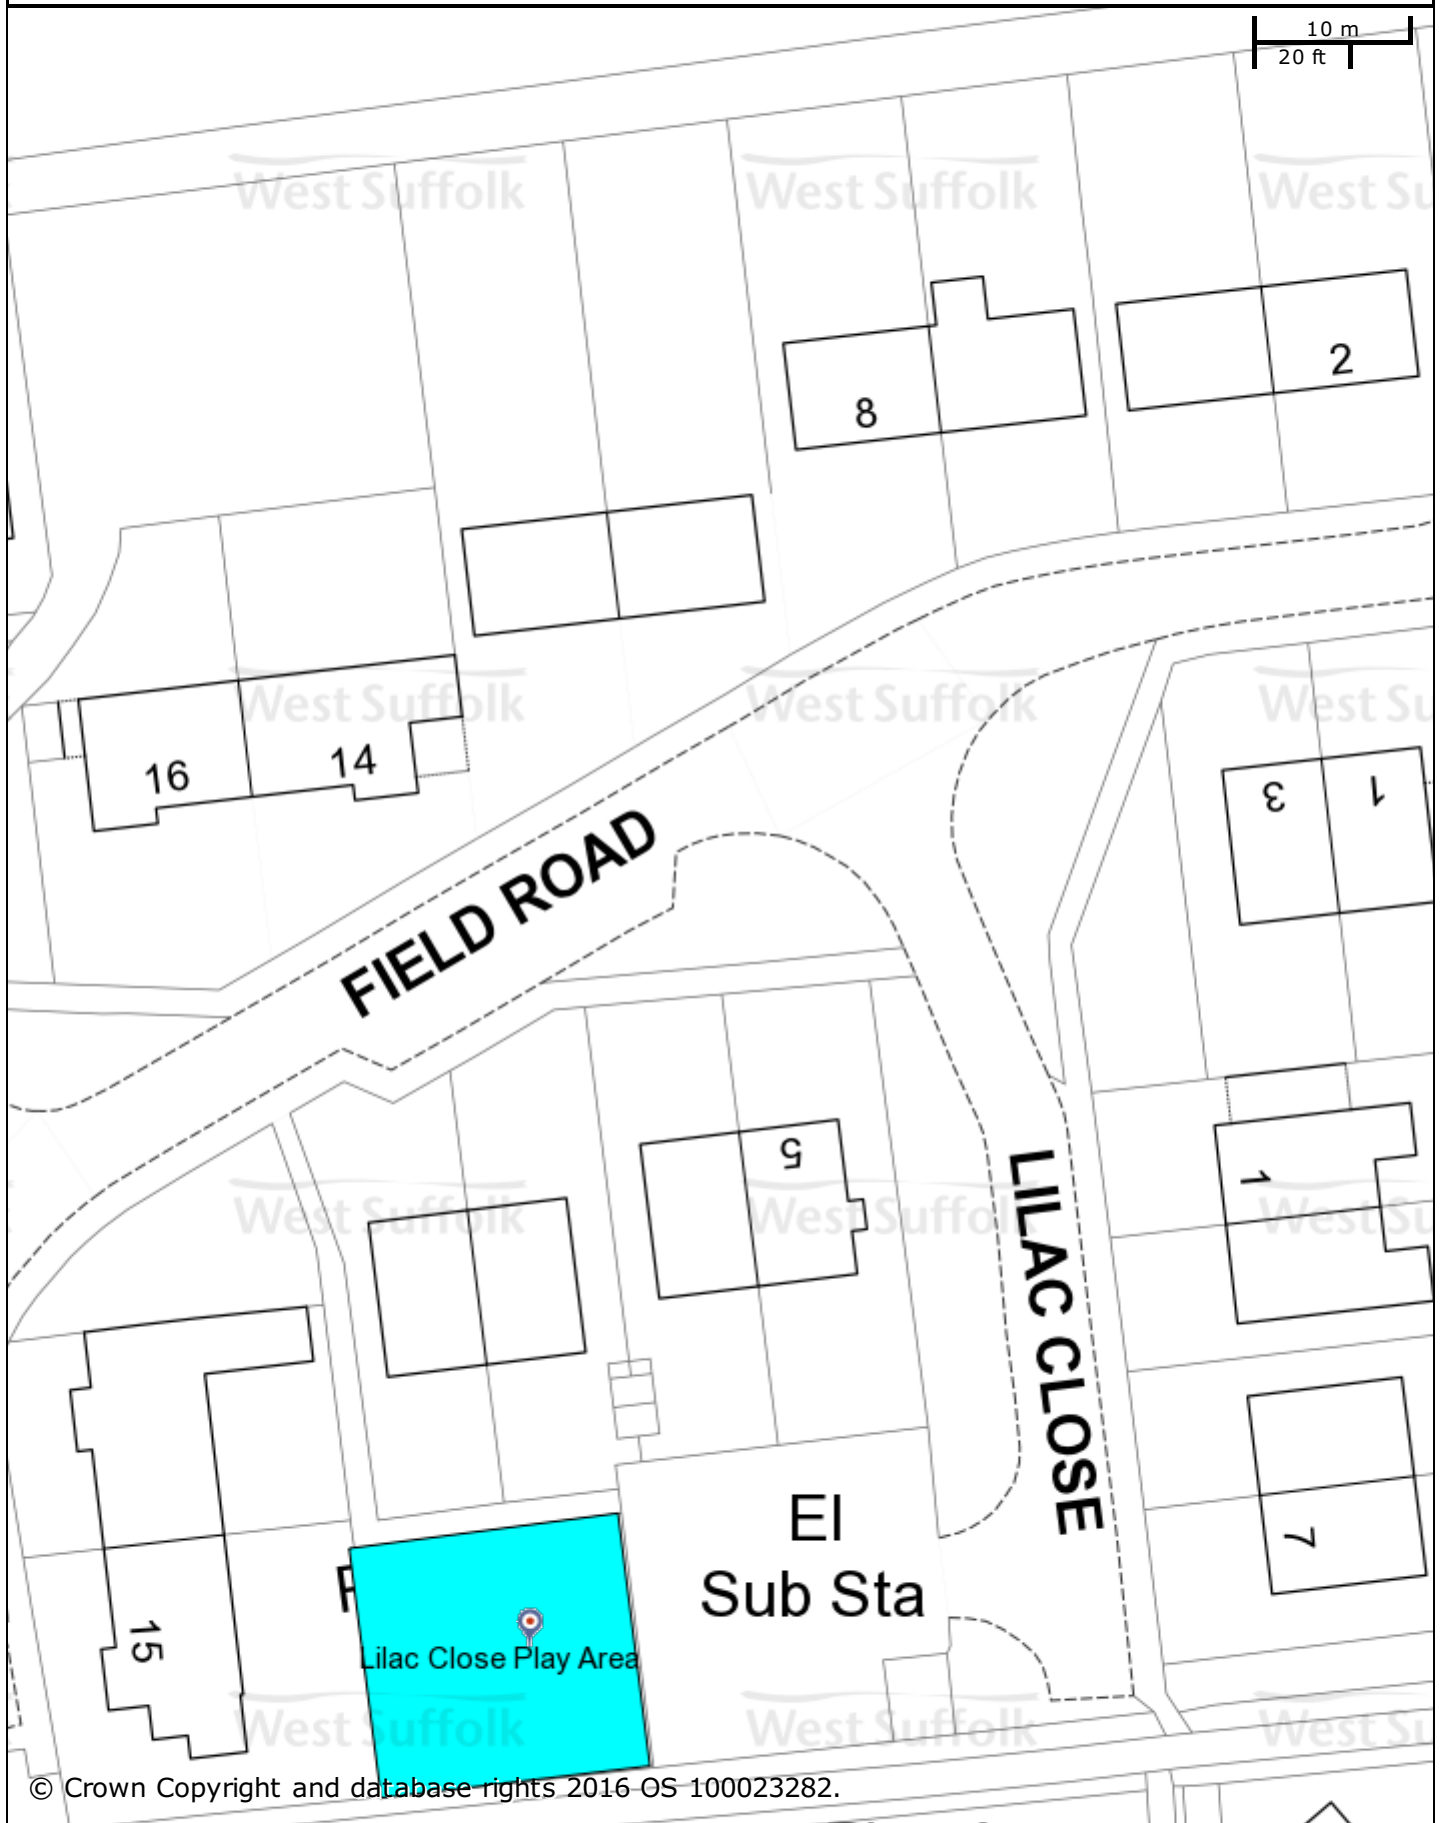 10 m
20 ft
West Suffolk
West Suffolk
West Su
2
8
West Suffolk
West Suffolk
West Su
16
14
3
1
FIELD ROAD
5
LILAC CLOSE
1
West Suffolk
West Suffolk
West Su
El
Sub Sta
7
15
Lilac Close Play Area
West Suffolk
West Suffolk
West Su
© Crown Copyright and database rights 2016 OS 100023282.